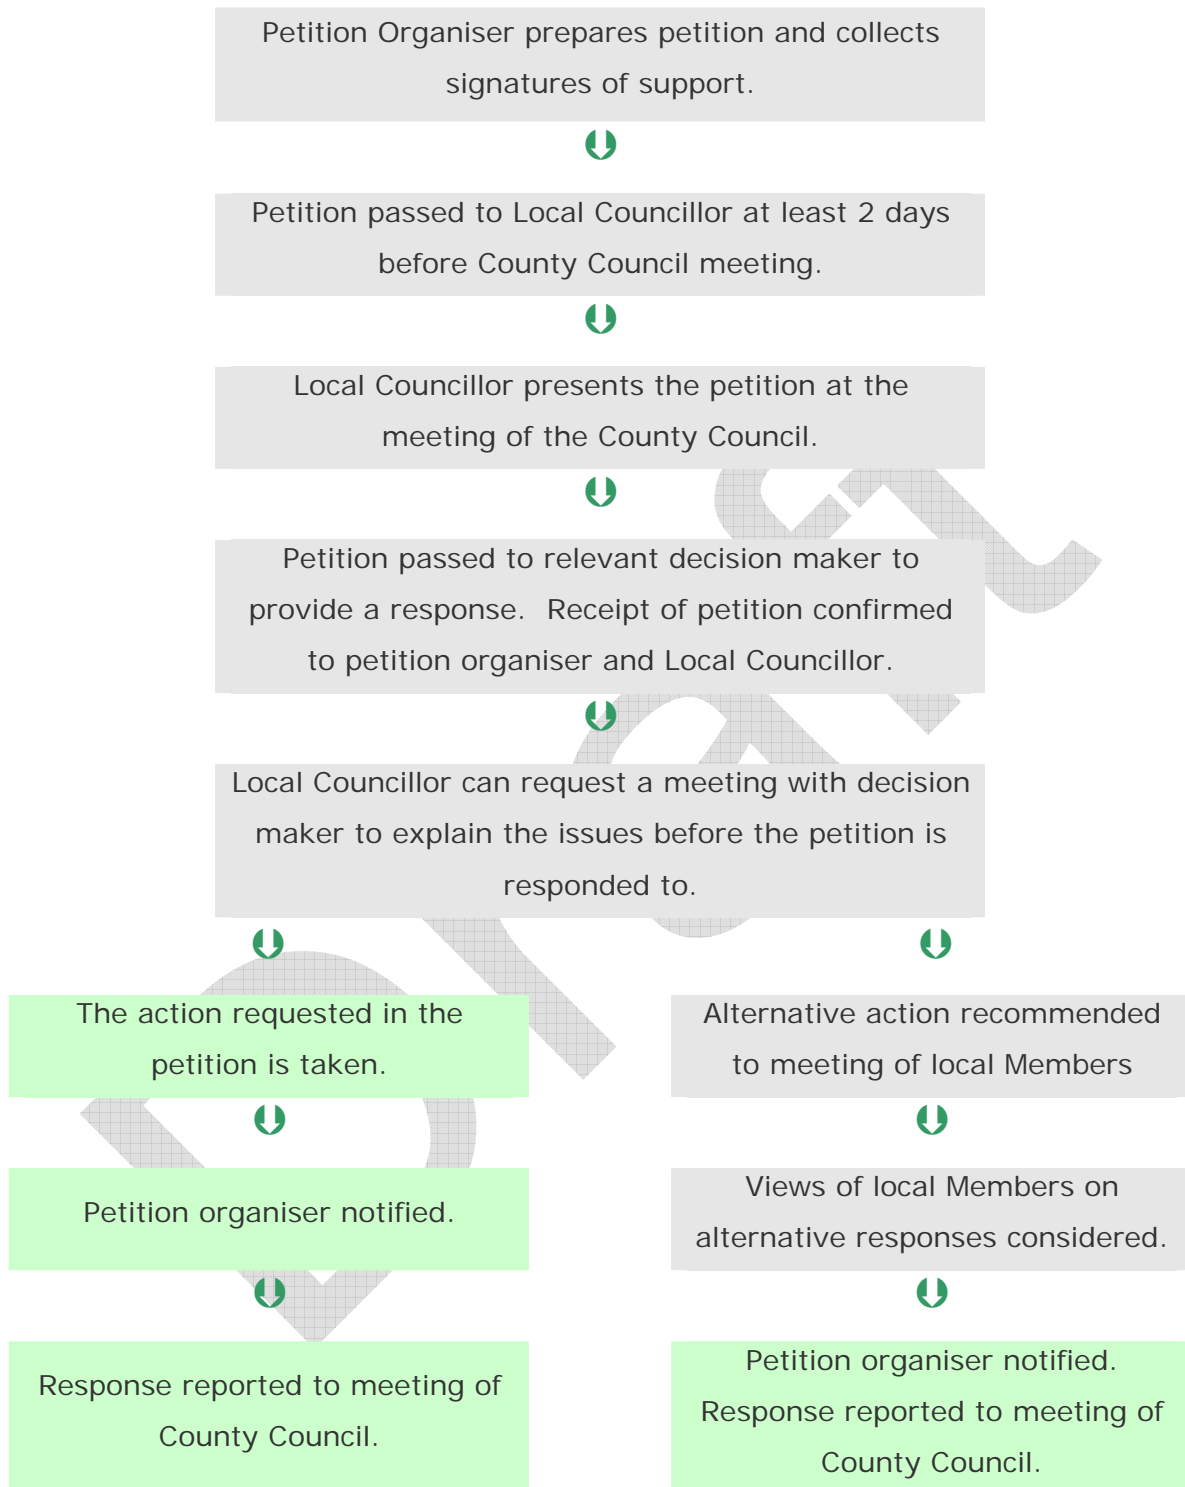 Petition Organiser prepares petition and collects
signatures of support.
Petition passed to Local Councillor at least 2 days
before County Council meeting.
Local Councillor presents the petition at the
meeting of the County Council.
Petition passed to relevant decision maker to
provide a response.  Receipt of petition confirmed
to petition organiser and Local Councillor.
Local Councillor can request a meeting with decision
maker to explain the issues before the petition is
responded to.
The action requested in the
petition is taken.
Petition organiser notified.
Response reported to meeting of
County Council.
Alternative action recommended
to meeting of local Members
Views of local Members on
alternative responses considered.
Petition organiser notified.
Response reported to meeting of
County Council.
Draft